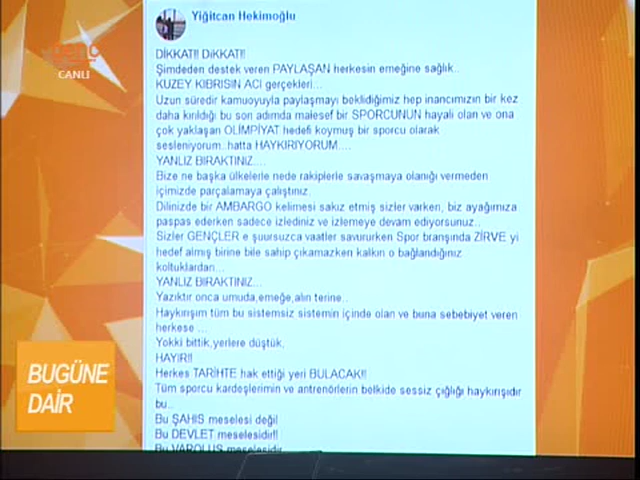 Yiğitcan Hekimoğlu
genç
CANLI
DİKKAT!! DİKKAT!!
Şimdeden destek veren PAYLAŞAN herkesin emeğine sağlık..
KUZEY KIBRISIN ACI gerçekleri...
Uzun süredir kamuoyuyla paylaşmayı beklidiğimiz hep inancımızın bir kez
daha kırıldığı bu son adımda malesef bir SPORCUNUN hayali olan ve ona
çok yaklaşan OLİMPİYAT hedefi koymuş bir sporcu olarak
sesleniyorum..hatta HAYKIRIYORUM....
YANLIZ BIRAKTINIZ....
Bize ne başka ülkelerle nede rakiplerle savaşmaya olanağı vermeden
içimizde parçalamaya çalıştınız.
Dilinizde bir AMBARGO kelimesi sakız etmiş sizler varken, biz ayağımıza
paspas ederken sadece izlediniz ve izlemeye devam ediyorsunuz..
Sizler GENÇLER e şuursuzca vaatler savururken Spor branşında ZİRVE yi
hedef almış birine bile sahip çıkamazken kalkın o bağlandığınız
koltuklardan...
YANLIZ BIRAKTINIZ...
Yazıktır onca umuda,emeğe,alın terine..
Haykırışım tüm bu sistemsiz sistemin içinde olan ve buna sebebiyet veren
herkese ...
Yokki bittik,yerlere düştük,
HAYIR!!
Herkes TARİHTE hak ettiği yeri BULACAK!!
Tüm sporcu kardeşlerimin ve antrenörlerin belkide sessiz çığlığı haykırışıdır
bu..
Bu ŞAHIS meselesi değil
Bu DEVLET meselesidir!!
Bu VAROLUŞ meselesidir
BUGÜNE
DAİR